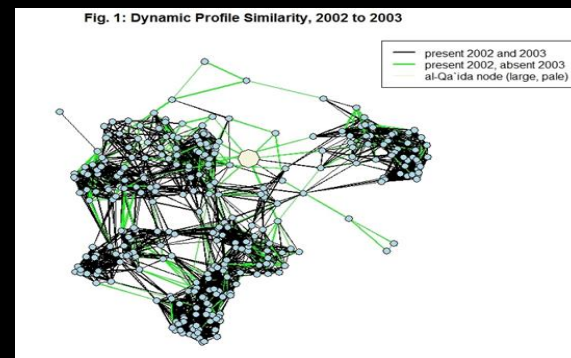 Fig. 1: Dynamic Profile Similarity, 2002 to 2003
present 2002 and 2003
present 2002, absent 2003
al-Qa`ida node (large, pale)